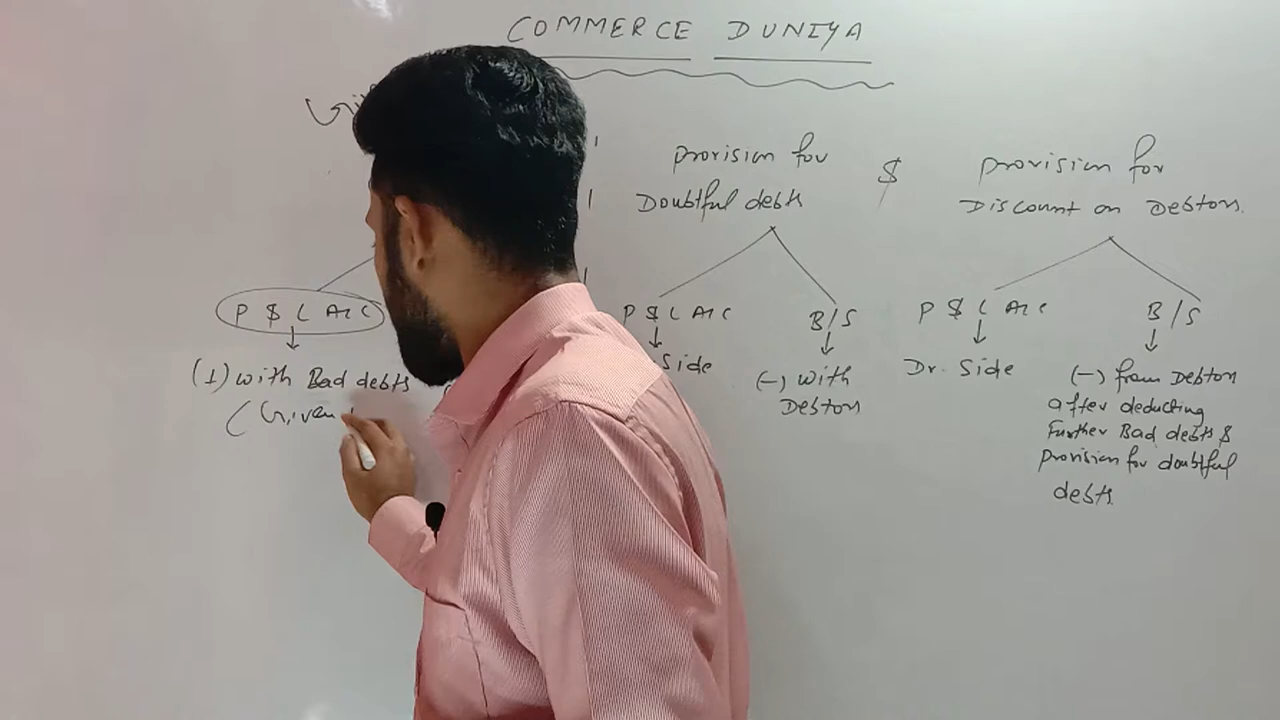 COMMERCE DUNIYA
Provision for
Doubtful debts
$
Provision for
Discount on Debtors.
P $ L A/C
(1) with Bad debts
(Given
P $ L A/C
Side
B/S
(-) with
Debtors
P $ L A/C
Dr. Side
B/S
(-) from Debtors
after deducting
Further Bad debts $
provision for doubtful
debts